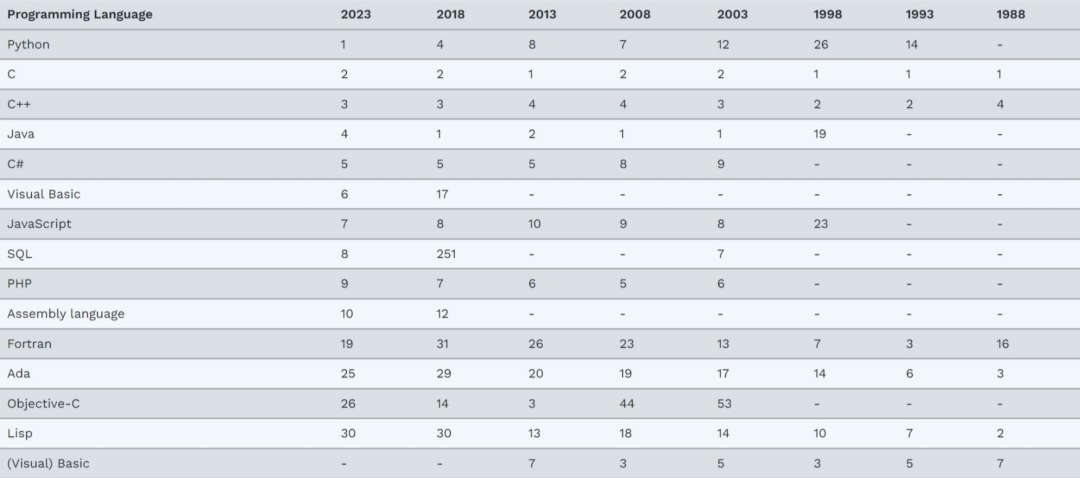 Programming Language 2023 2018 2013 2008 2003 1998 1993 1988
Python 1 4 8 7 12 26 14 -
C 2 2 1 2 2 1 1 1
C++ 3 3 4 4 3 2 2 4
Java 4 1 2 1 1 19 - -
C# 5 5 5 8 9 - - -
Visual Basic 6 17 - - - - - -
JavaScript 7 8 10 9 8 23 - -
SQL 8 251 - - 7 - - -
PHP 9 7 6 5 6 - - -
Assembly language 10 12 - - - - - -
Fortran 19 31 26 23 13 7 3 16
Ada 25 29 20 19 17 14 6 3
Objective-C 26 14 3 44 53 - - -
Lisp 30 30 13 18 14 10 7 2
(Visual) Basic - - 7 3 5 3 5 7